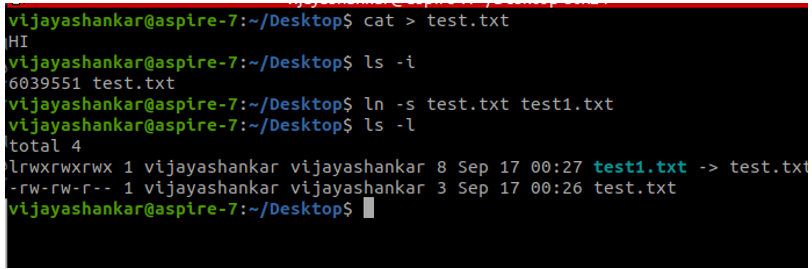 vijayashankar@aspire-7:~/Desktop$ cat > test.txt
HI
vijayashankar@aspire-7:~/Desktop$ ls -i
6039551 test.txt
vijayashankar@aspire-7:~/Desktop$ ln -s test.txt test1.txt
vijayashankar@aspire-7:~/Desktop$ ls -l
total 4
lrwxrwxrwx 1 vijayashankar vijayashankar 8 Sep 17 00:27 test1.txt -> test.txt
-rw-rw-r-- 1 vijayashankar vijayashankar 3 Sep 17 00:26 test.txt
vijayashankar@aspire-7:~/Desktop$